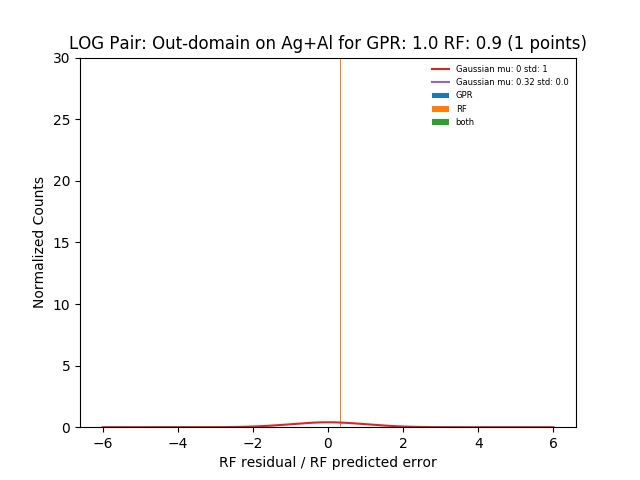 LOG Pair: Out-domain on Ag+Al for GPR: 1.0 RF: 0.9 (1 points)
Normalized Counts
30
25
20
15
10
5
0
Gaussian mu: 0 std: 1
Gaussian mu: 0.32 std: 0.0
GPR
RF
both
−6 −4 −2 0 2 4 6
RF residual / RF predicted error